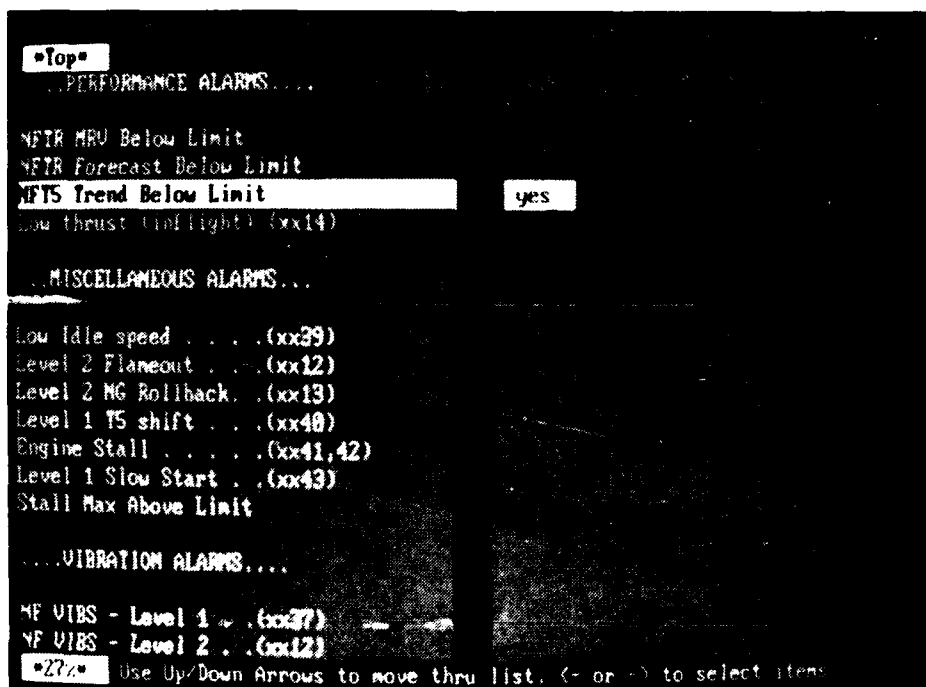 *Top*
...PERFORMANCE ALARMS....
NFTR MRV Below Limit
NFTR Forecast Below Limit
NFT5 Trend Below Limit yes
Low thrust (inflight) (xx14)
...MISCELLANEOUS ALARMS...
Low Idle speed . . . .(xx39)
Level 2 Flameout . . .(xx12)
Level 2 NG Rollback. .(xx13)
Level 1 T5 shift . . .(xx40)
Engine Stall . . . . .(xx41,42)
Level 1 Slow Start . .(xx43)
Stall Max Above Limit
....VIBRATION ALARMS....
NF VIBS - Level 1 . .(xx37)
NF VIBS - Level 2 . .(xx12)
Use Up/Down Arrows to move thru list. <- or -> to select items